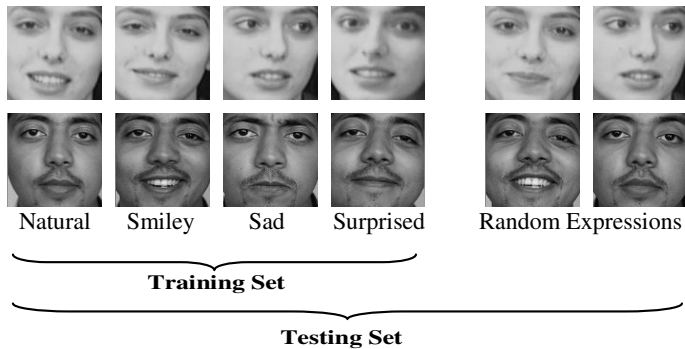 Natural Smiley Sad Surprised Random Expressions
Training Set
Testing Set